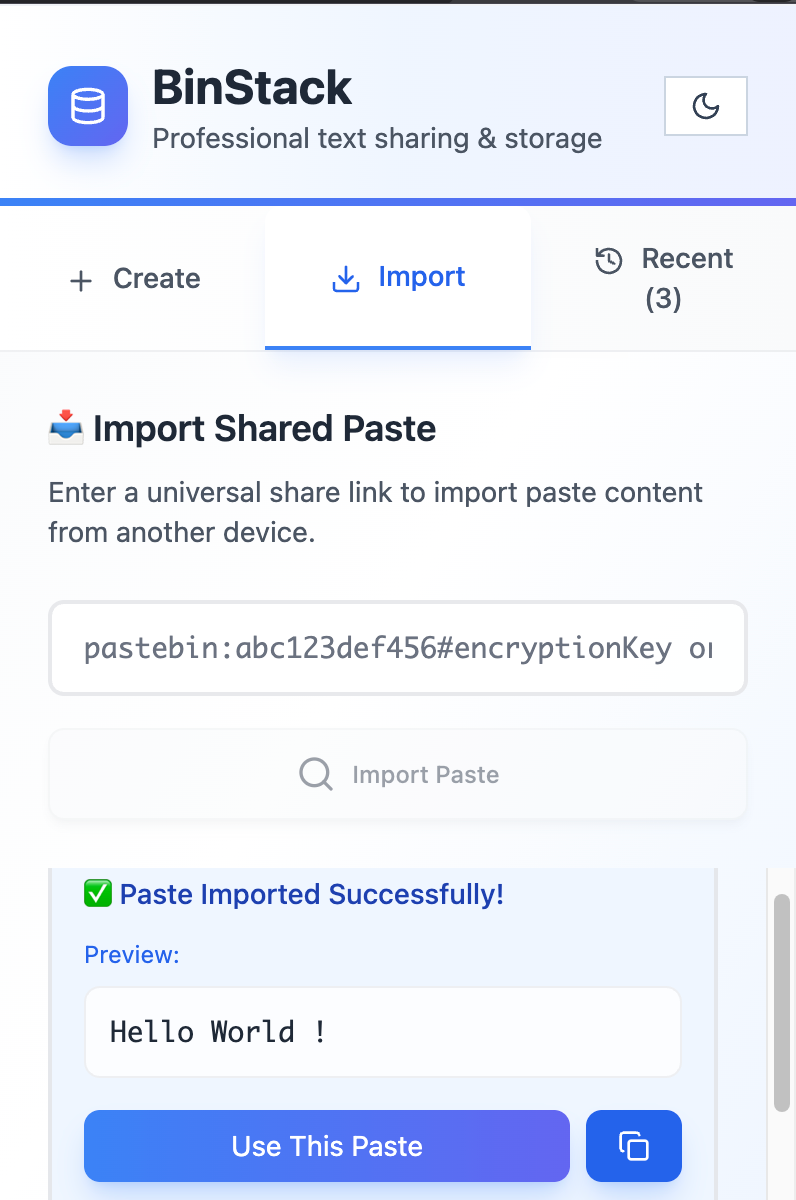 BinStack
Professional text sharing & storage
Create
Import
Recent
(3)
Import Shared Paste
Enter a universal share link to import paste content
from another device.
pastebin:abc123def456#encryptionKey or
Import Paste
Paste Imported Successfully!
Preview:
Hello World !
Use This Paste